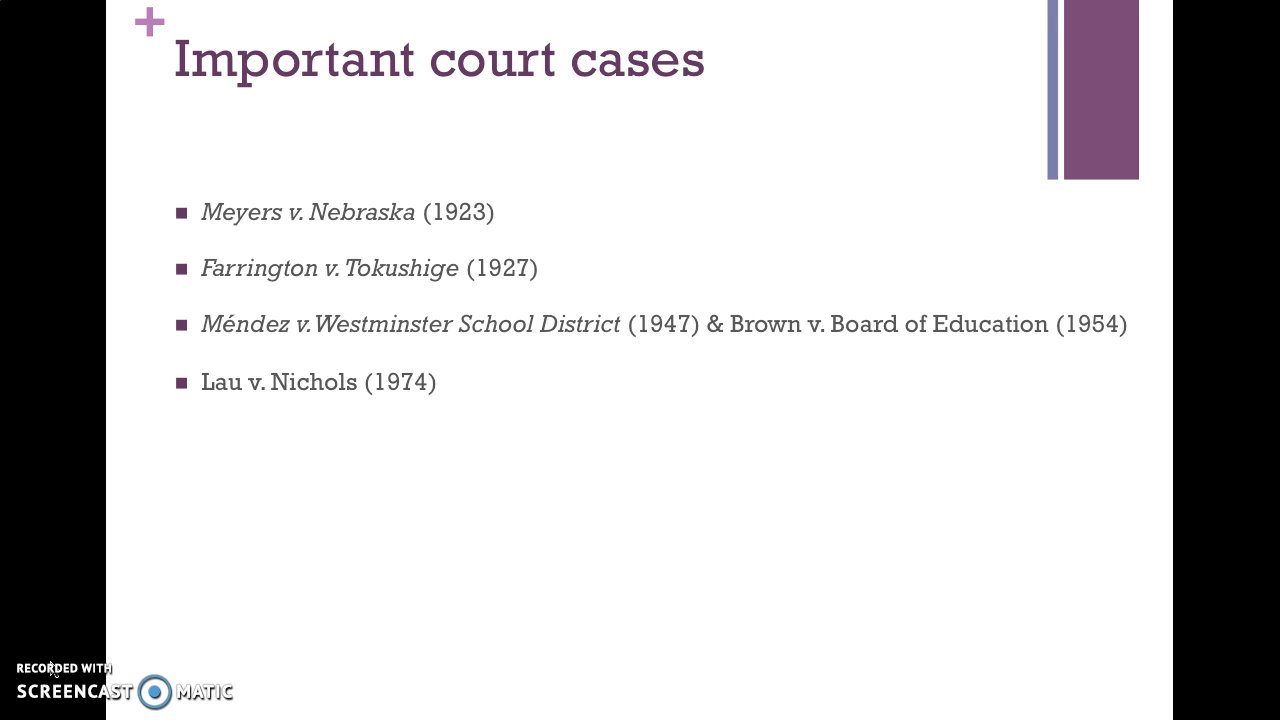 +
Important court cases
Meyers v. Nebraska (1923)
Farrington v. Tokushige (1927)
Méndez v. Westminster School District (1947) & Brown v. Board of Education (1954)
Lau v. Nichols (1974)
RECORDED WITH
SCREENCAST MATIC